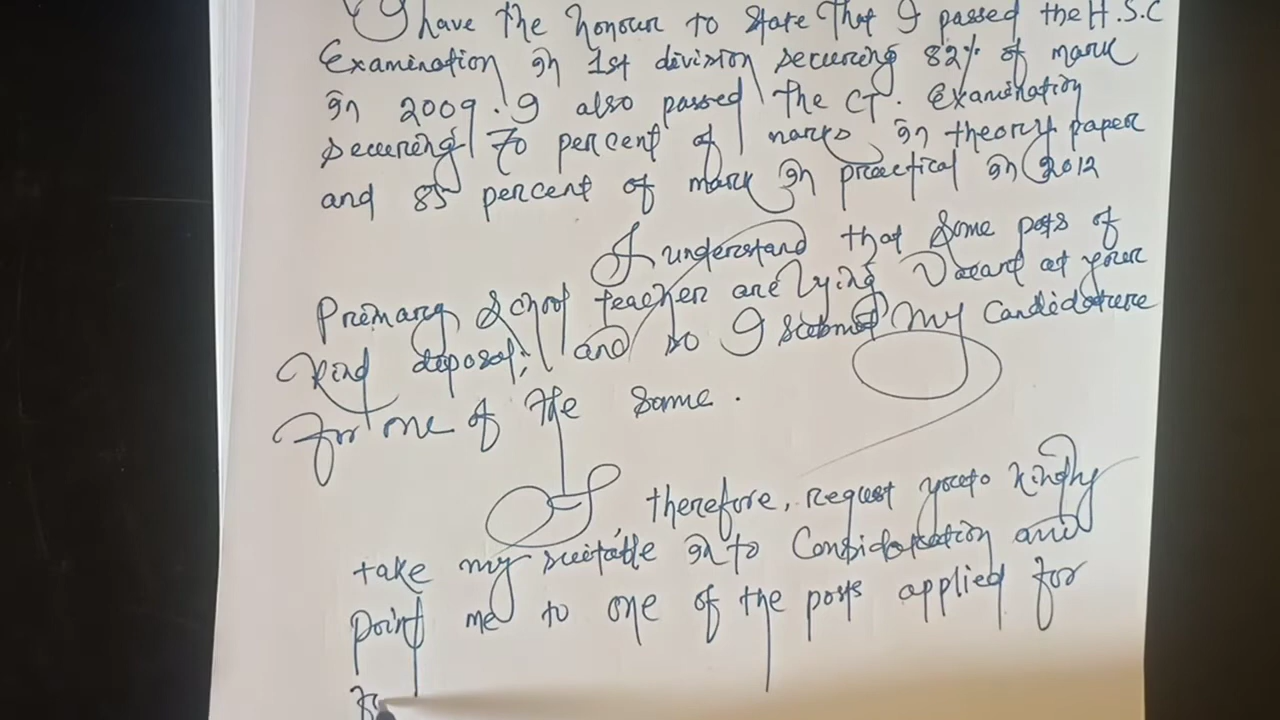 I have the honour to state that I passed the H.S.C
Examination in 1st division securing 82% of mark
in 2009. I also passed the CT. Examination
securing 70 percent of marks in theory paper
and 85 percent of mark in practical in 2012
I understand that some posts of
Primary School teacher are lying Vacant at your
kind disposal, and so I submit my Candidature
for one of the same.
I therefore, request you to kindly
take my suitable in to Consideration and
point me to one of the posts applied for